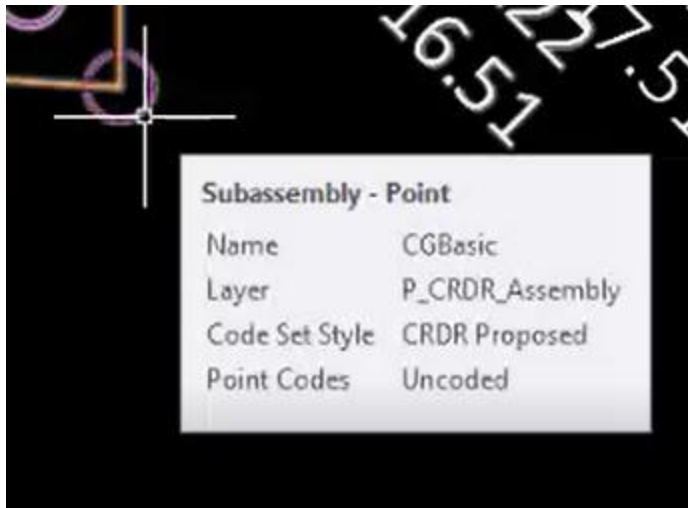 16.51
Subassembly - Point
Name CGBasic
Layer P_CRDR_Assembly
Code Set Style CRDR Proposed
Point Codes Uncoded